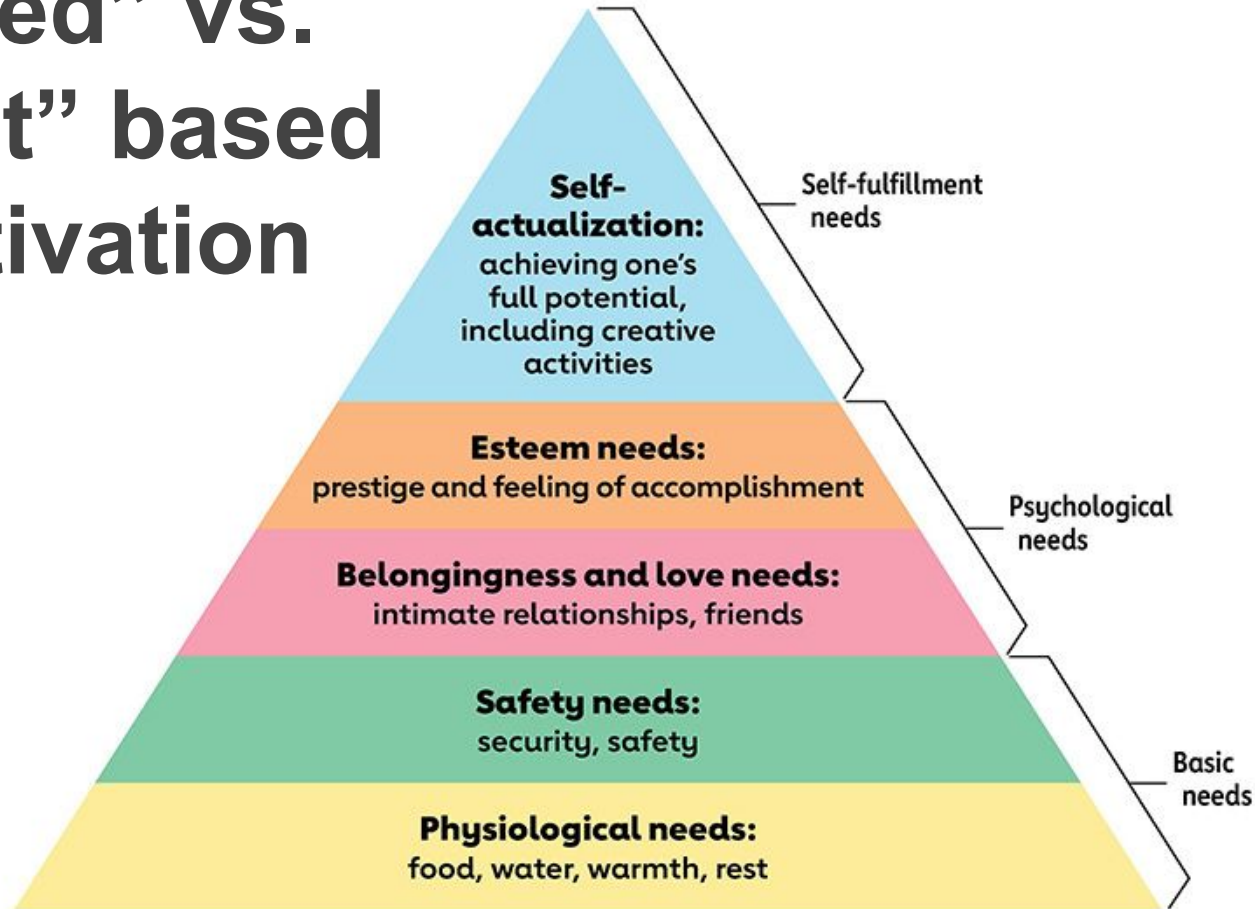 ed” vs.
t” based
tivation
Self-
actualization:
achieving one’s
full potential,
including creative
activities
Self-fulfillment
needs
Esteem needs:
prestige and feeling of accomplishment
Psychological
needs
Belongingness and love needs:
intimate relationships, friends
Safety needs:
security, safety
Basic
needs
Physiological needs:
food, water, warmth, rest